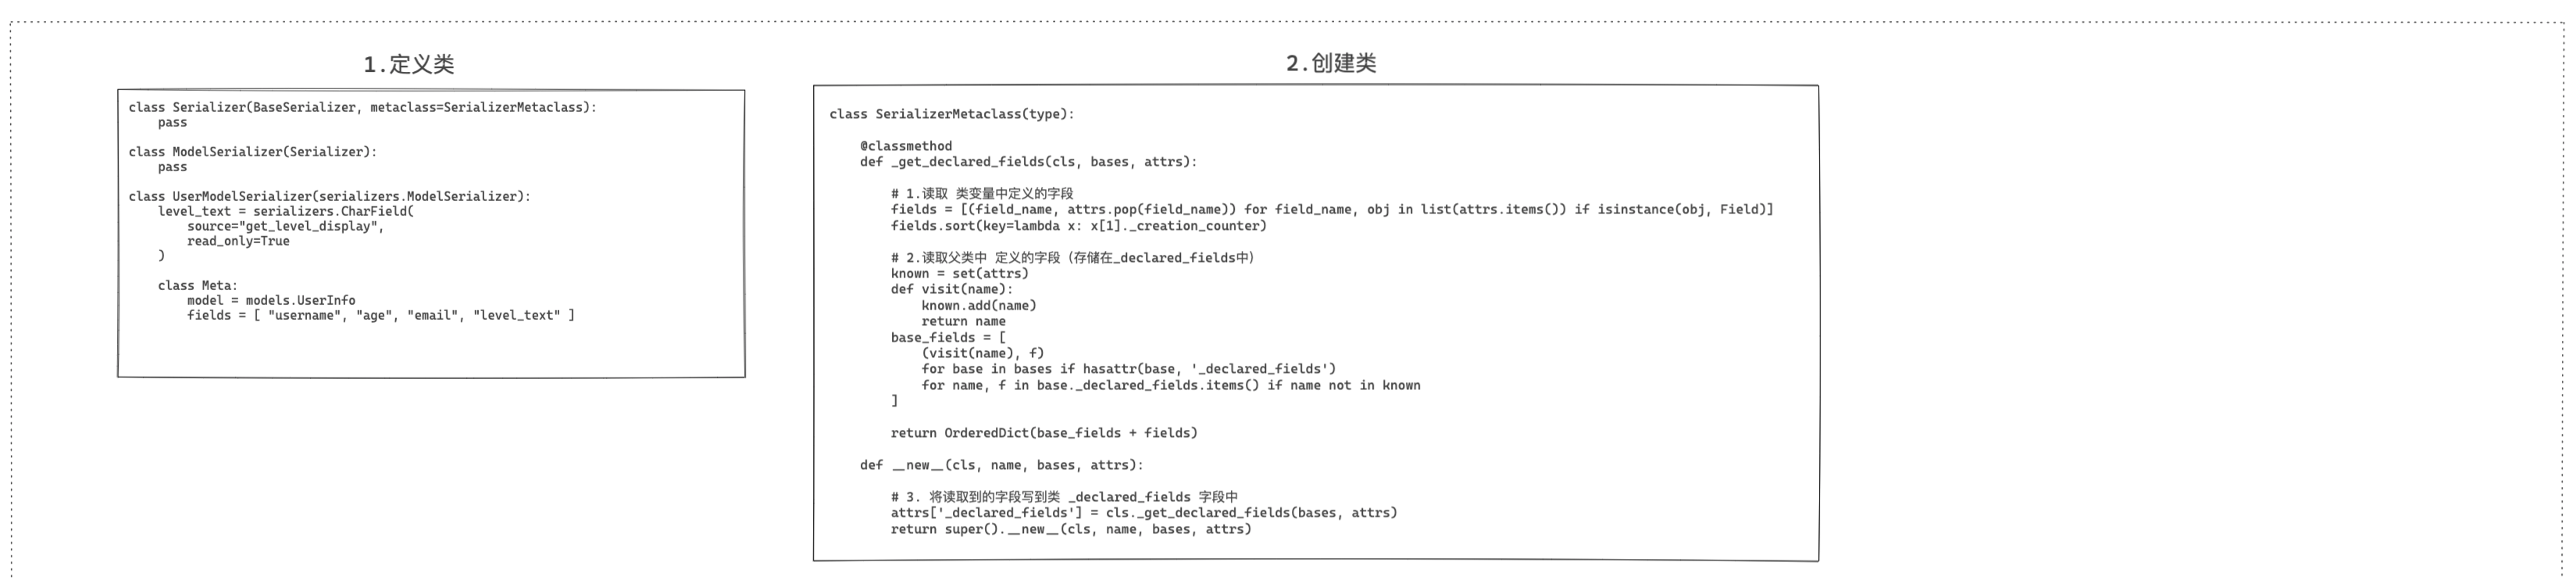 1.定义类
class Serializer(BaseSerializer, metaclass=SerializerMetaclass):
    pass
class ModelSerializer(Serializer):
    pass
class UserModelSerializer(serializers.ModelSerializer):
    level_text = serializers.CharField(
        source="get_level_display",
        read_only=True
    )
    class Meta:
        model = models.UserInfo
        fields = [ "username", "age", "email", "level_text" ]
2.创建类
class SerializerMetaclass(type):
    @classmethod
    def _get_declared_fields(cls, bases, attrs):
        # 1.读取 类变量中定义的字段
        fields = [(field_name, attrs.pop(field_name)) for field_name, obj in list(attrs.items()) if isinstance(obj, Field)]
        fields.sort(key=lambda x: x[1]._creation_counter)
        # 2.读取父类中 定义的字段（存储在_declared_fields中）
        known = set(attrs)
        def visit(name):
            known.add(name)
            return name
        base_fields = [
            (visit(name), f)
            for base in bases if hasattr(base, '_declared_fields')
            for name, f in base._declared_fields.items() if name not in known
        ]
        return OrderedDict(base_fields + fields)
    def __new__(cls, name, bases, attrs):
        # 3. 将读取到的字段写到类 _declared_fields 字段中
        attrs['_declared_fields'] = cls._get_declared_fields(bases, attrs)
        return super().__new__(cls, name, bases, attrs)